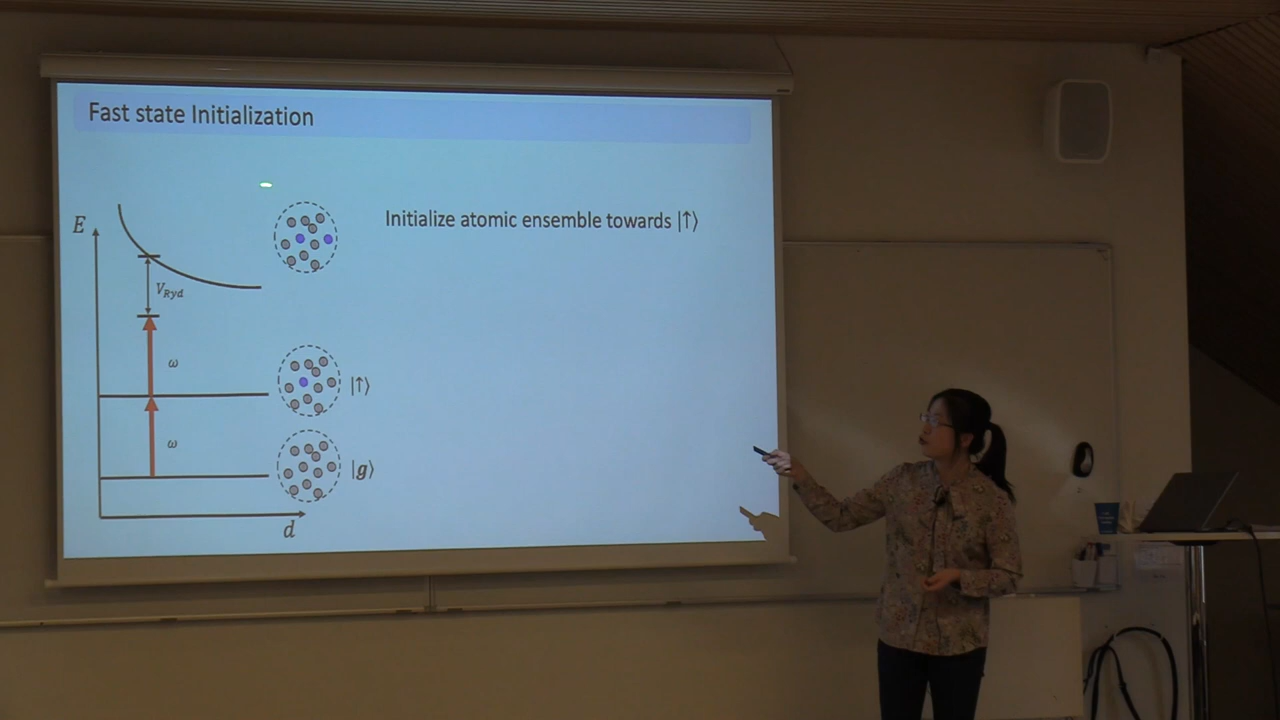 Fast state Initialization
E
Initialize atomic ensemble towards |↑⟩
V_Ryd
ω
|↑⟩
ω
|g⟩
d